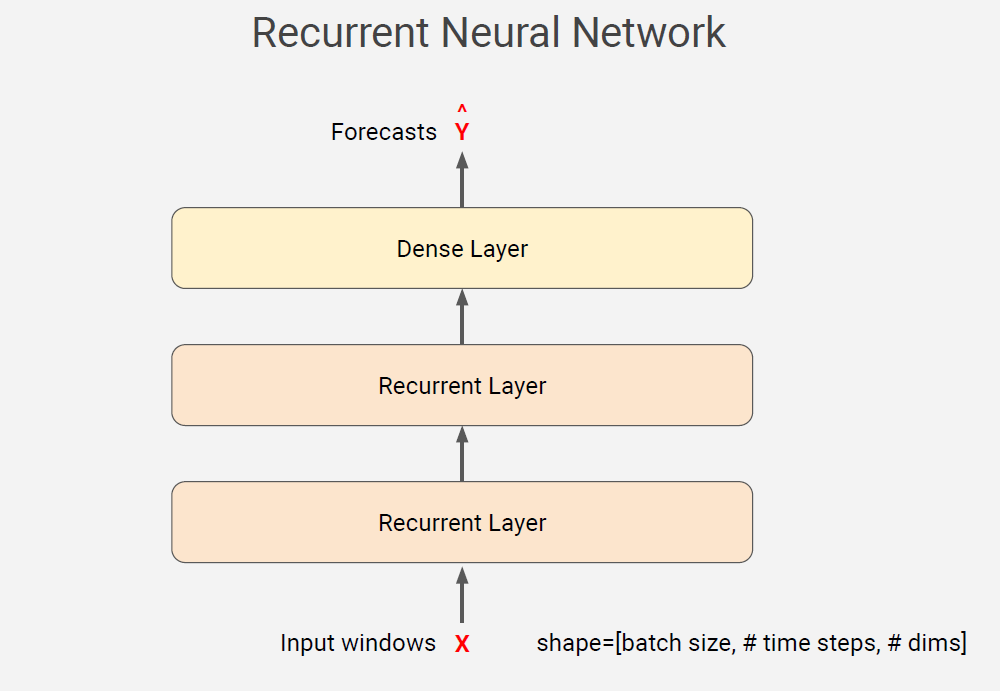 Recurrent Neural Network
Forecasts Ŷ
Dense Layer
Recurrent Layer
Recurrent Layer
Input windows X shape=[batch size, # time steps, # dims]